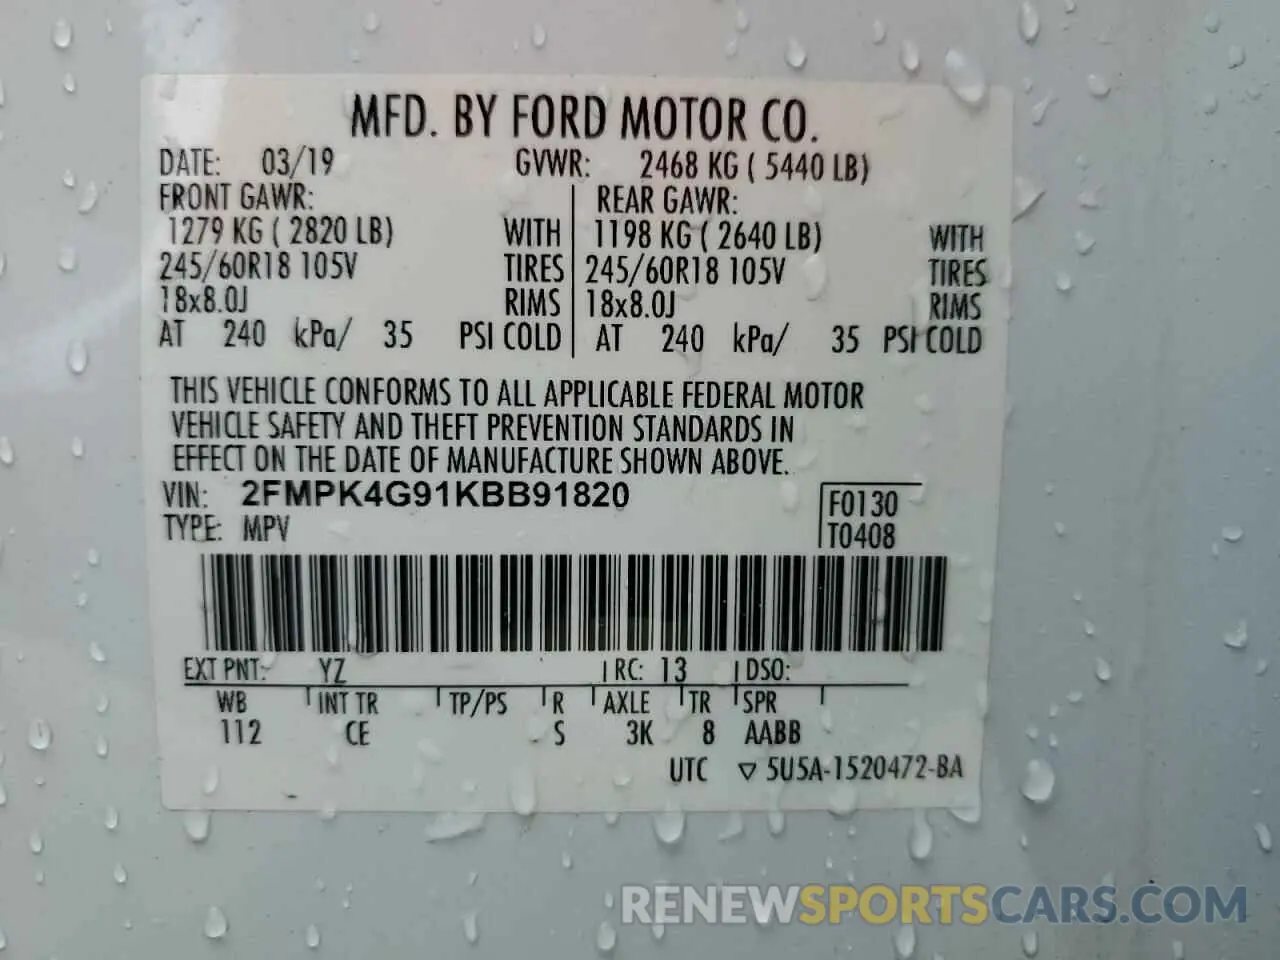 MFD. BY FORD MOTOR CO.
DATE: 03/19 GVWR: 2468 KG ( 5440 LB)
FRONT GAWR: REAR GAWR:
1279 KG ( 2820 LB) WITH 1198 KG ( 2640 LB) WITH
245/60R18 105V TIRES 245/60R18 105V TIRES
18x8.0J RIMS 18x8.0J RIMS
AT 240 kPa/ 35 PSI COLD AT 240 kPa/ 35 PSI COLD
THIS VEHICLE CONFORMS TO ALL APPLICABLE FEDERAL MOTOR
VEHICLE SAFETY AND THEFT PREVENTION STANDARDS IN
EFFECT ON THE DATE OF MANUFACTURE SHOWN ABOVE.
VIN: 2FMPK4G91KBB91820 F0130
TYPE: MPV T0408
EXT PNT: YZ RC: 13 DSO:
WB INT TR TP/PS R AXLE TR SPR
112 CE S 3K 8 AABB
UTC ▽ 5U5A-1520472-BA
RENEWSPORTSCARS.COM